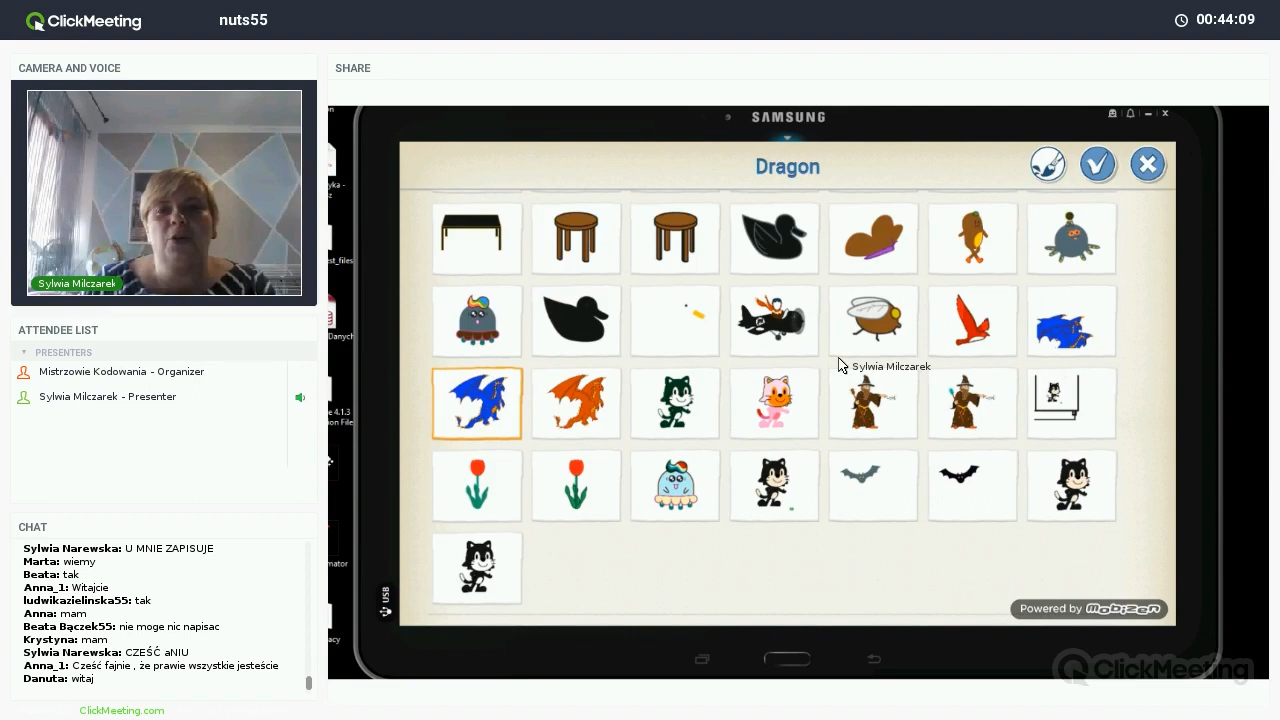 ClickMeeting
nuts55
00:44:09
CAMERA AND VOICE
Sylwia Milczarek
ATTENDEE LIST
PRESENTERS
Mistrzowie Kodowania - Organizer
Sylwia Milczarek - Presenter
CHAT
Sylwia Narewska: U MNIE ZAPISUJE
Marta: wiemy
Beata: tak
Anna_1: Witajcie
ludwikazielinska55: tak
Anna: mam
Beata Bączek55: nie moge nic napisac
Krystyna: mam
Sylwia Narewska: CZEŚĆ aNIU
Anna_1: Cześć fajnie , że prawie wszystkie jesteście
Danuta: witaj
ClickMeeting.com
SHARE
SAMSUNG
Dragon
Sylwia Milczarek
USB
Powered by Mobizen
ClickMeeting